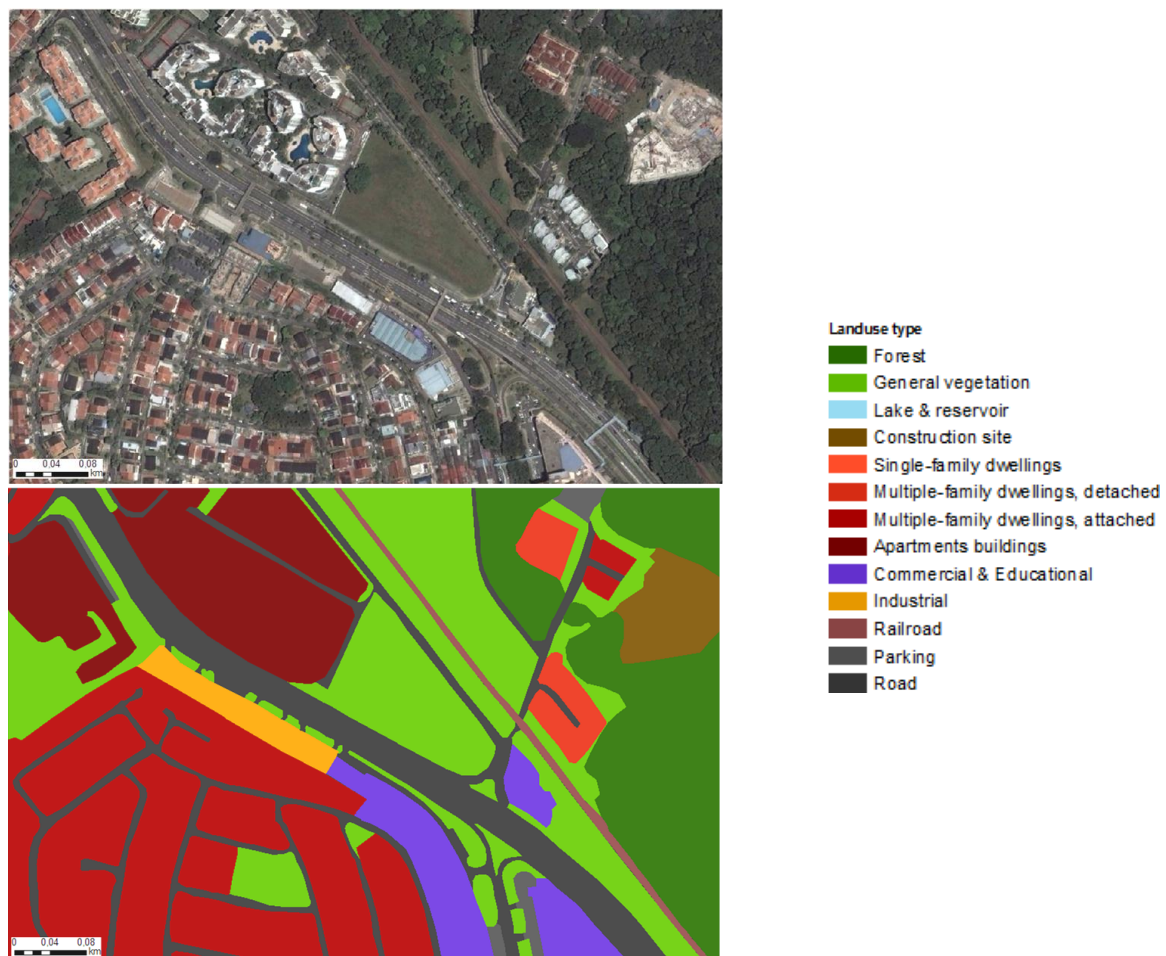 0 0,04 0,08
km
Landuse type
Forest
General vegetation
Lake & reservoir
Construction site
Single-family dwellings
Multiple-family dwellings, detached
Multiple-family dwellings, attached
Apartments buildings
Commercial & Educational
Industrial
Railroad
Parking
Road
0 0,04 0,08
km